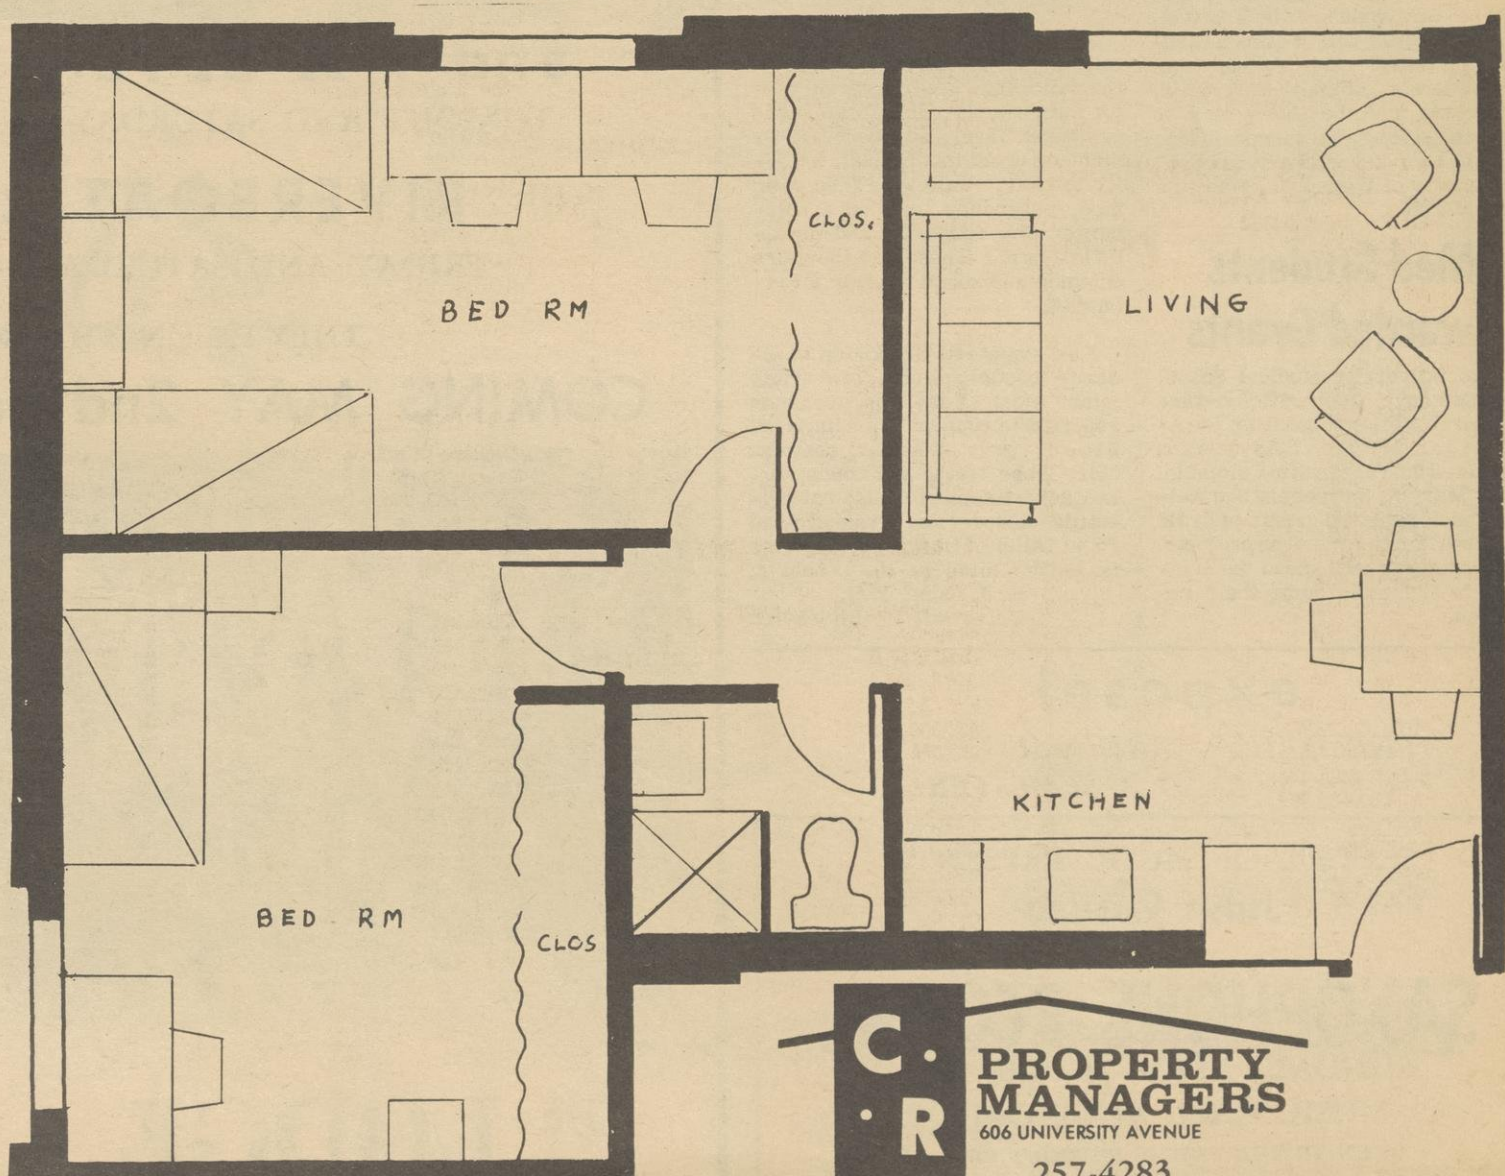 CLOS.
BED RM
LIVING
KITCHEN
BED RM
CLOS
C.
.R
PROPERTY
MANAGERS
606 UNIVERSITY AVENUE
257-4283